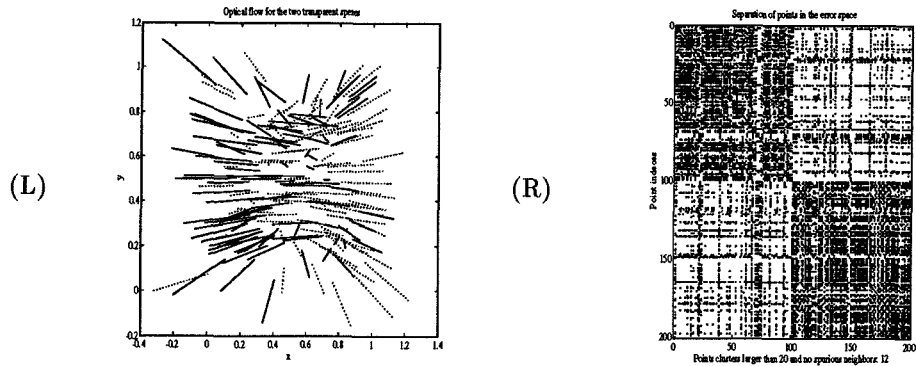 (L)
Optical flow for the two transparent speres
1.2
1
0.8
0.6
0.4
0.2
0
-0.2
y
-0.4 -0.2 0 0.2 0.4 0.6 0.8 1 1.2 1.4
x
(R)
Separation of points in the error space
0
50
100
150
200
Point indexes
0 50 100 150 200
Points clusters larger than 20 and no spurious neighbors: 12